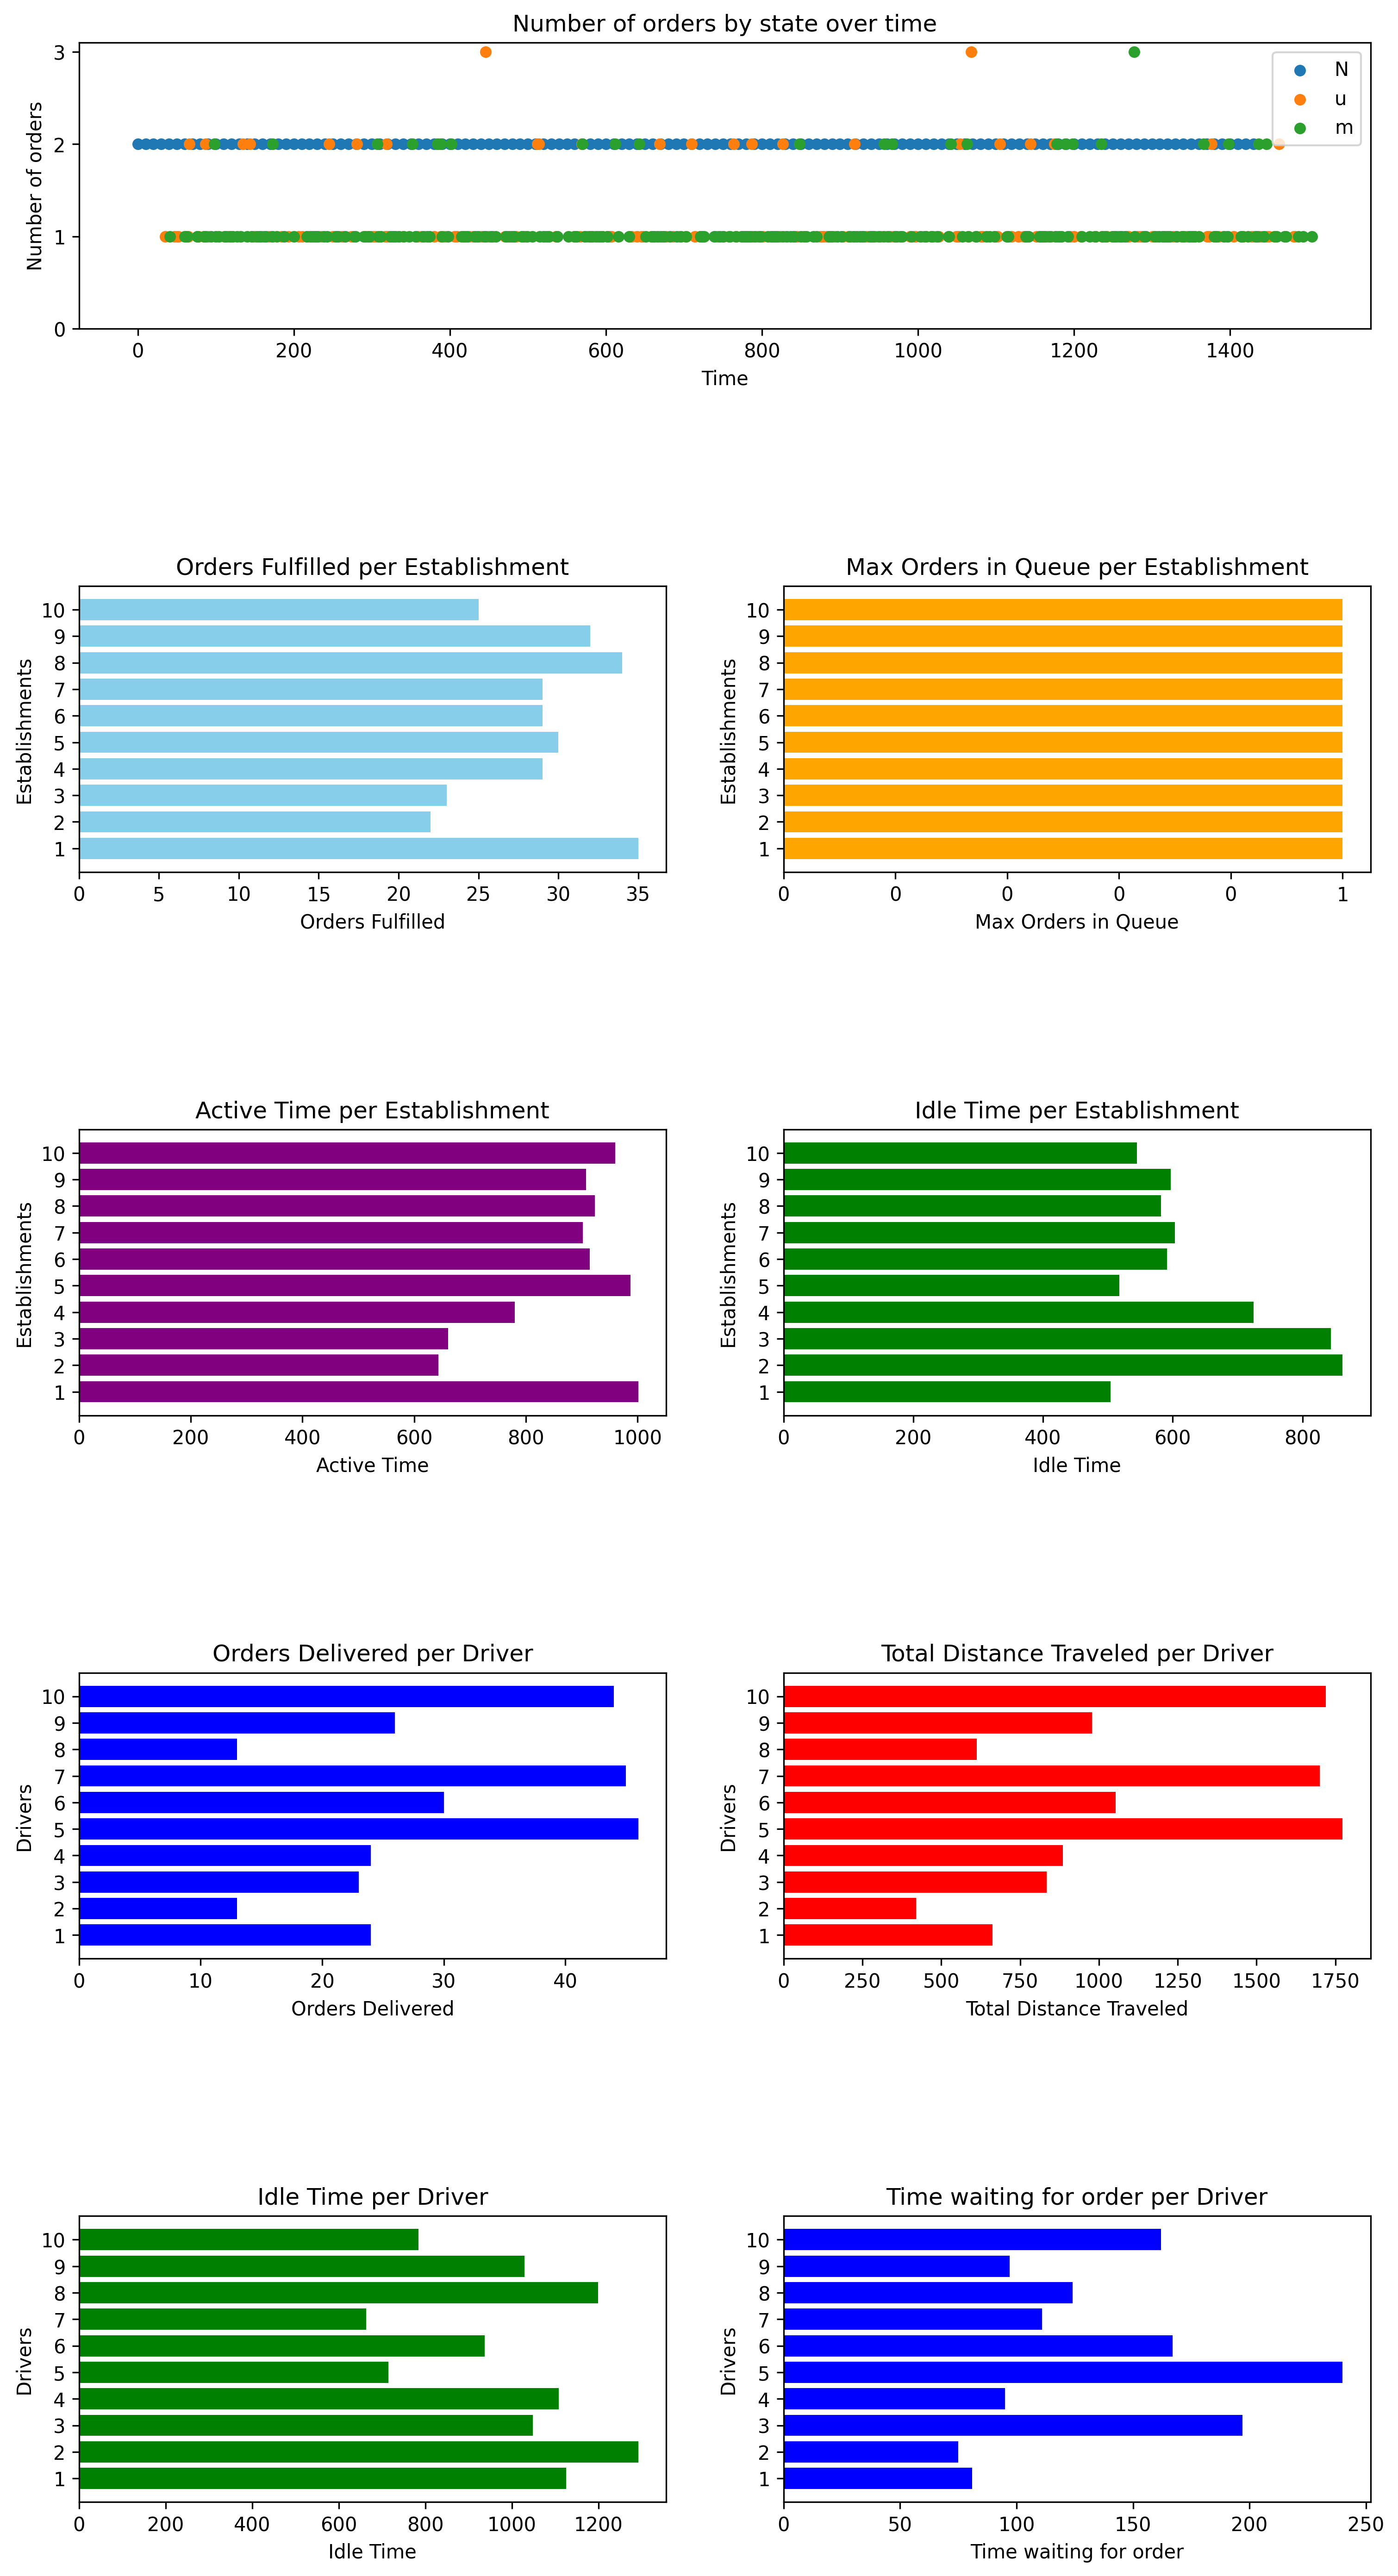 Number of orders by state over time
Number of orders
3
2
1
0
N
u
m
0 200 400 600 800 1000 1200 1400
Time
Orders Fulfilled per Establishment
Establishments
10
9
8
7
6
5
4
3
2
1
0 5 10 15 20 25 30 35
Orders Fulfilled
Max Orders in Queue per Establishment
Establishments
10
9
8
7
6
5
4
3
2
1
0 0 0 0 0 1
Max Orders in Queue
Active Time per Establishment
Establishments
10
9
8
7
6
5
4
3
2
1
0 200 400 600 800 1000
Active Time
Idle Time per Establishment
Establishments
10
9
8
7
6
5
4
3
2
1
0 200 400 600 800
Idle Time
Orders Delivered per Driver
Drivers
10
9
8
7
6
5
4
3
2
1
0 10 20 30 40
Orders Delivered
Total Distance Traveled per Driver
Drivers
10
9
8
7
6
5
4
3
2
1
0 250 500 750 1000 1250 1500 1750
Total Distance Traveled
Idle Time per Driver
Drivers
10
9
8
7
6
5
4
3
2
1
0 200 400 600 800 1000 1200
Idle Time
Time waiting for order per Driver
Drivers
10
9
8
7
6
5
4
3
2
1
0 50 100 150 200 250
Time waiting for order